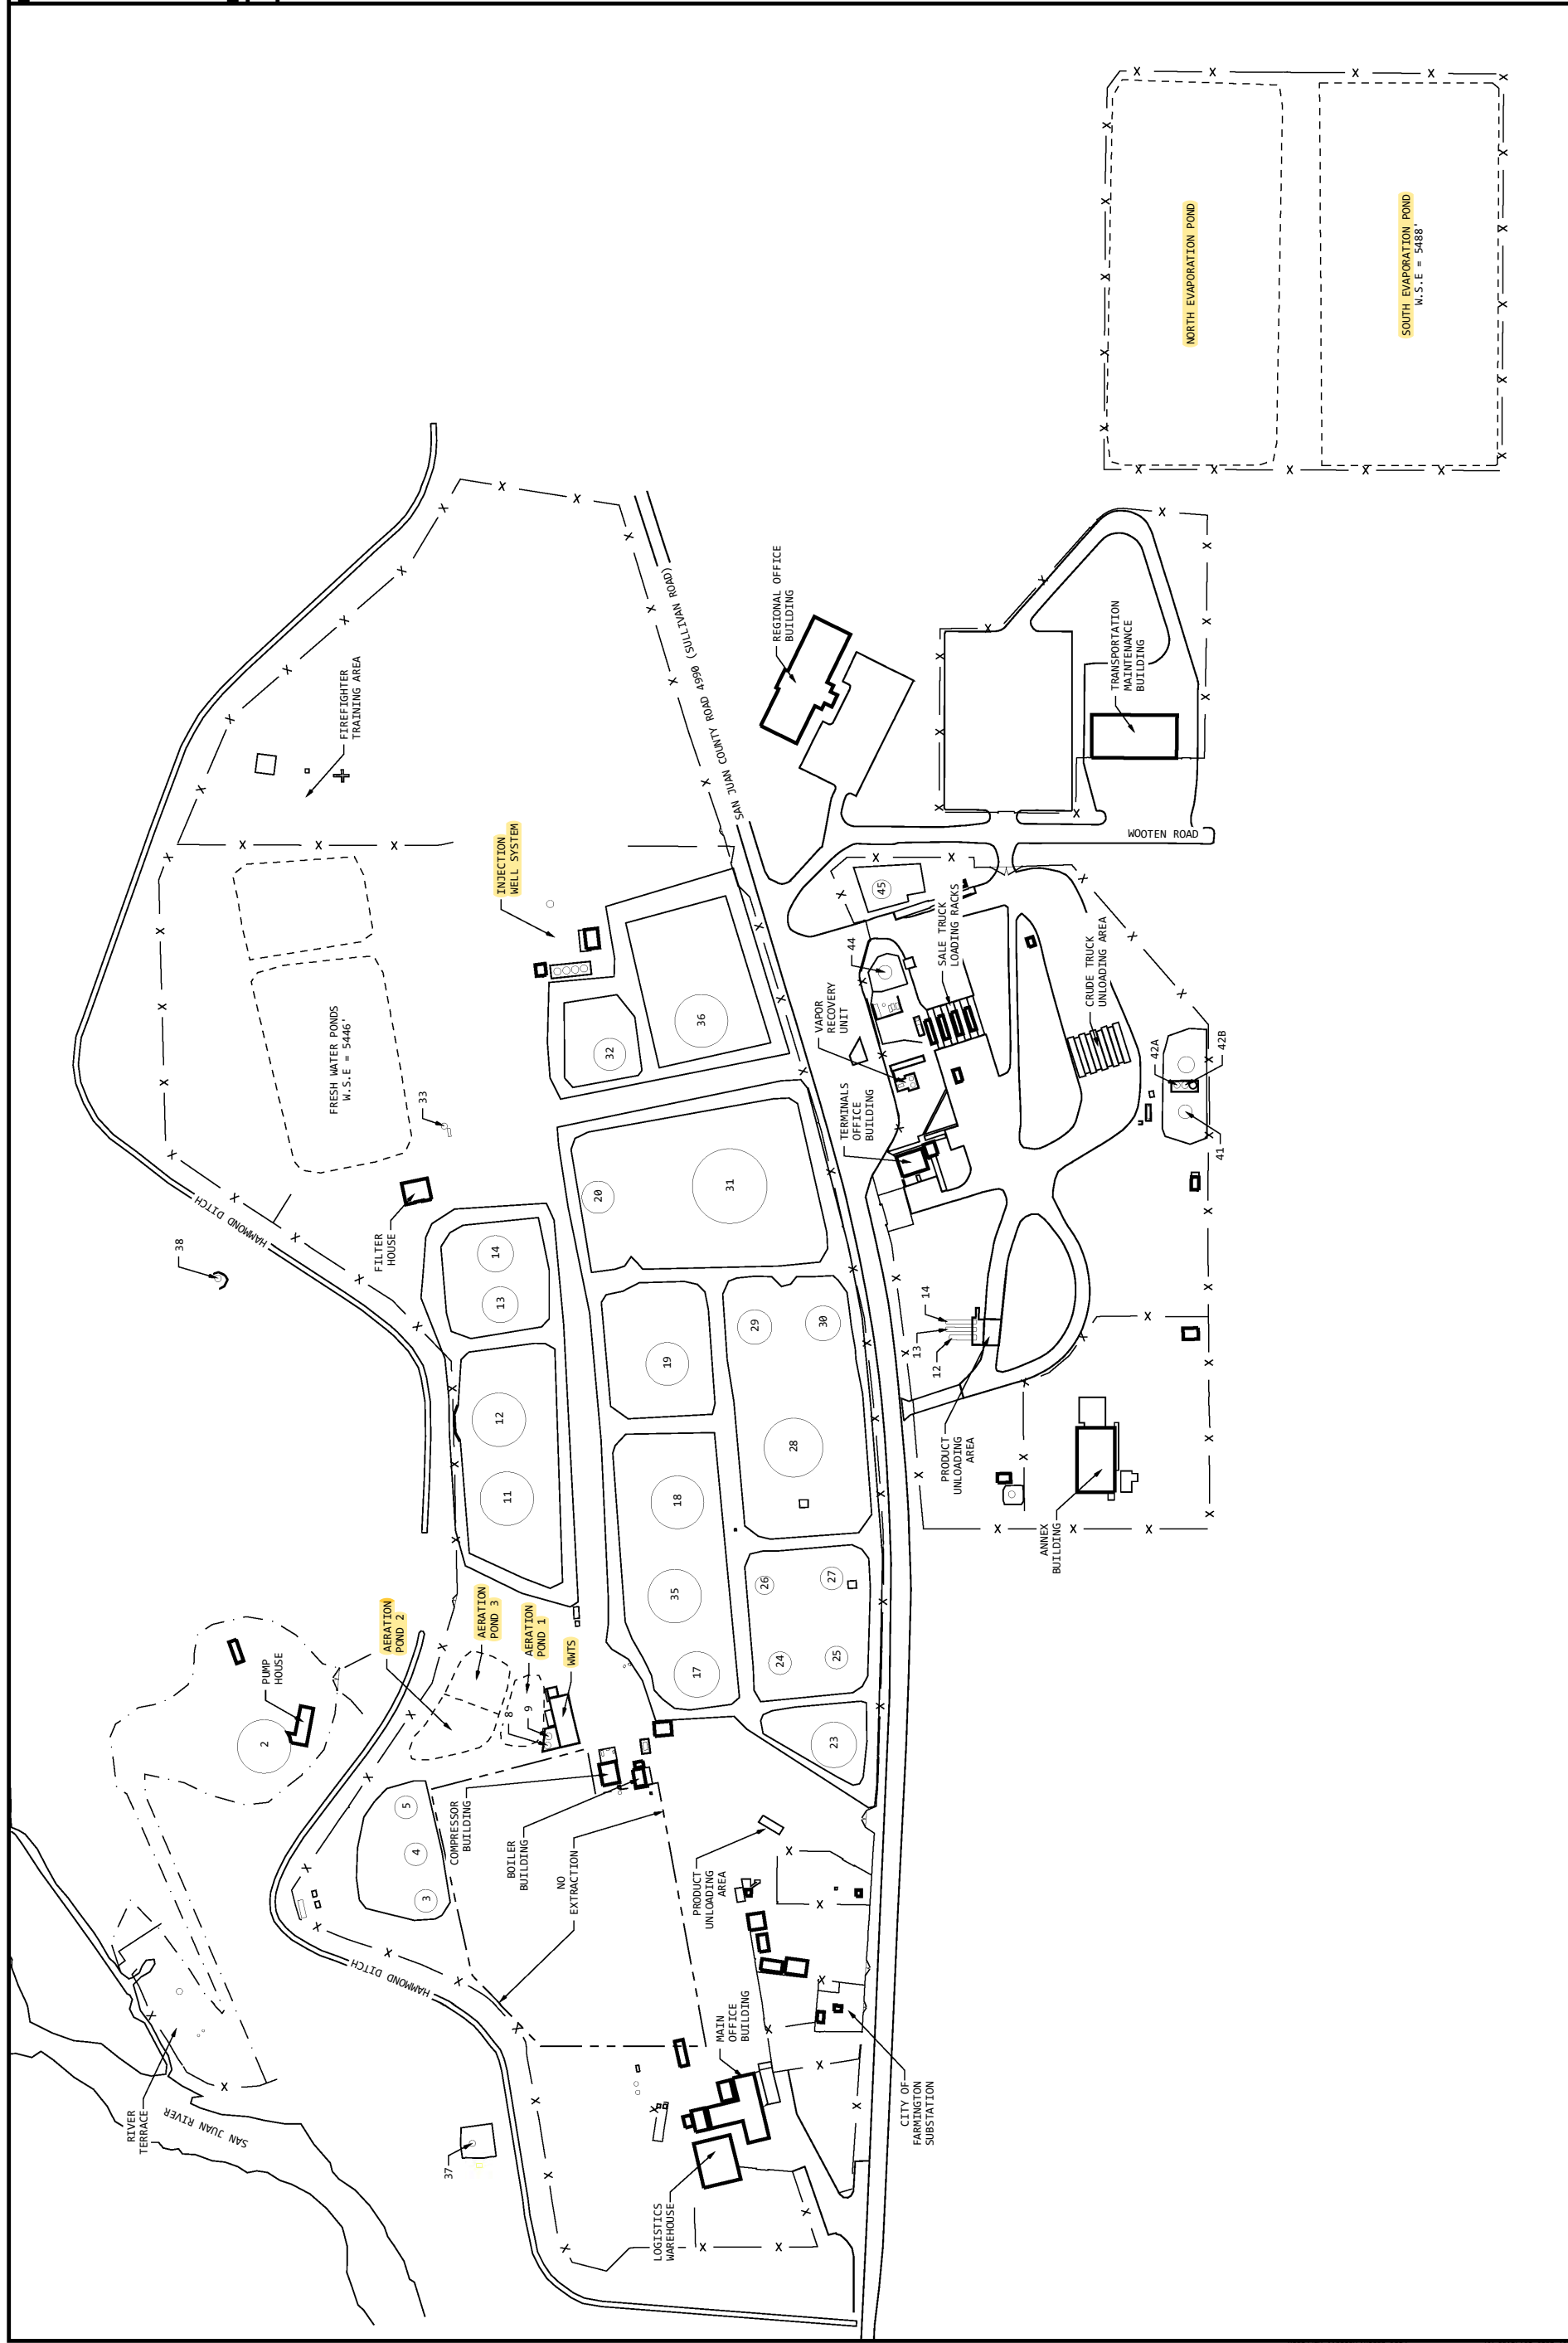 NORTH EVAPORATION POND
SOUTH EVAPORATION POND
W.S.E = 5488'
REGIONAL OFFICE
BUILDING
SAN JUAN COUNTY ROAD 4990 (SULLIVAN ROAD)
TRANSPORTATION
MAINTENANCE
BUILDING
WOOTEN ROAD
FIREFIGHTER
TRAINING AREA
INJECTION
WELL SYSTEM
FRESH WATER PONDS
W.S.E = 5446'
33
FILTER
HOUSE
38
HAMMOND DITCH
45
44
SALE TRUCK
LOADING RACKS
CRUDE TRUCK
UNLOADING AREA
VAPOR
RECOVERY
UNIT
TERMINALS
OFFICE
BUILDING
42A
42B
41
36
32
20
31
14
13
12
11
19
29
30
18
28
35
17
26
27
24
25
23
14
13
12
PRODUCT
UNLOADING
AREA
ANNEX
BUILDING
AERATION
POND 2
AERATION
POND 3
AERATION
POND 1
WWTS
8
9
PUMP
HOUSE
2
5
4
3
COMPRESSOR
BUILDING
BOILER
BUILDING
NO
EXTRACTION
PRODUCT
UNLOADING
AREA
HAMMOND DITCH
MAIN
OFFICE
BUILDING
CITY OF
FARMINGTON
SUBSTATION
RIVER
TERRACE
SAN JUAN RIVER
37
LOGISTICS
WAREHOUSE